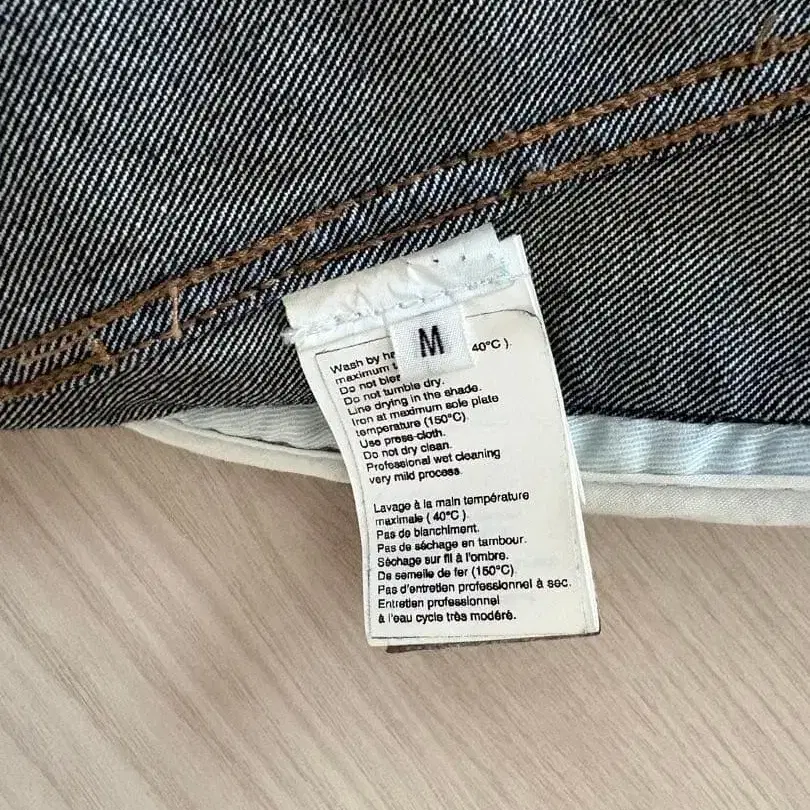 M
Wash by ha 40°C ).
maximum
Do not blea
Do not tumble dry.
Line drying in the shade.
Iron at maximum sole plate
temperature (150°C).
Use press-cloth.
Do not dry clean.
Professional wet cleaning
very mild process.
Lavage à la main température
maximale ( 40°C ).
Pas de blanchiment.
Pas de séchage en tambour.
Séchage sur fil à l'ombre.
De semelle de fer (150°C).
Pas d'entretien professionnel à sec.
Entretien professionnel
à l'eau cycle très modéré.